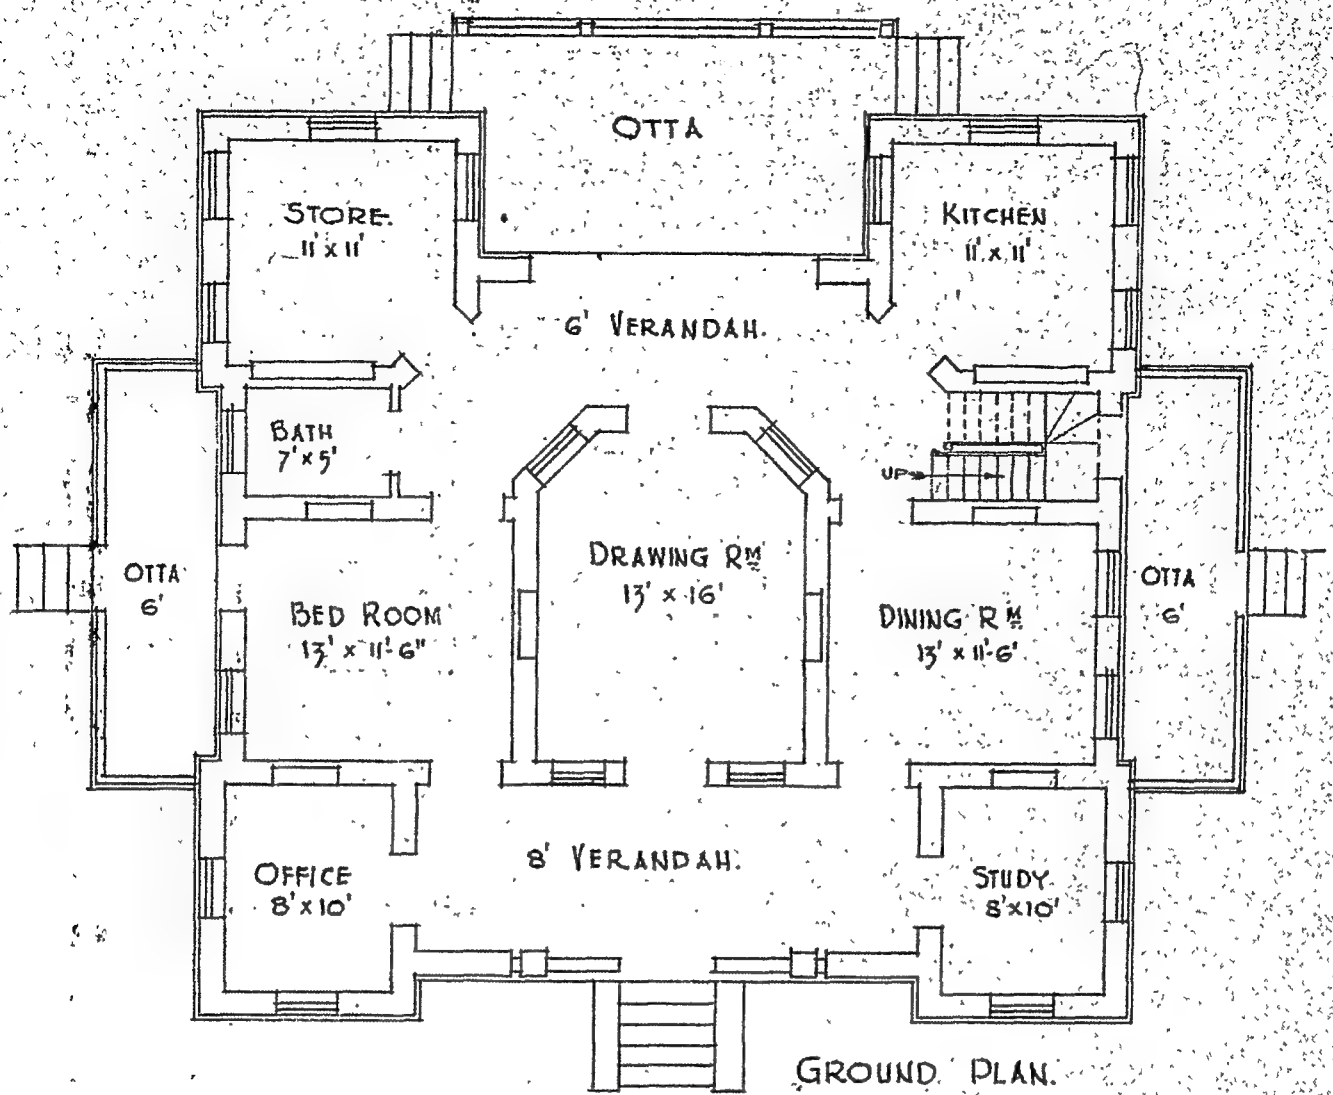 OTTA
STORE.
11' x 11'
KITCHEN
11' x 11'
6' VERANDAH.
BATH
7' x 5'
UP
OTTA
6'
BED ROOM
13' x 11'-6"
DRAWING RM
13' x 16'
DINING RM
13' x 11'-6"
OTTA
6'
OFFICE
8' x 10'
8' VERANDAH.
STUDY
8' x 10'
GROUND PLAN.